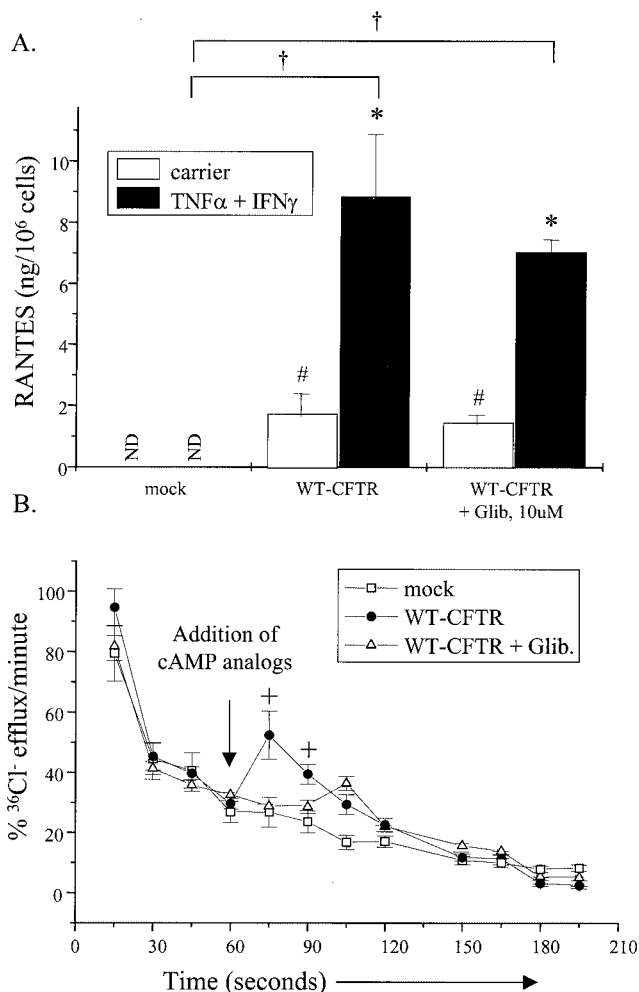 A.
†
†
*
*
10
8
6
4
2
0
RANTES (ng/10⁶ cells)
carrier
TNFα + IFNγ
#
#
ND
ND
mock
WT-CFTR
WT-CFTR
+ Glib, 10uM
B.
100
80
60
40
20
0
% ³⁶Cl⁻ efflux/minute
mock
WT-CFTR
WT-CFTR + Glib.
Addition of
cAMP analogs
+
+
0
30
60
90
120
150
180
210
Time (seconds)